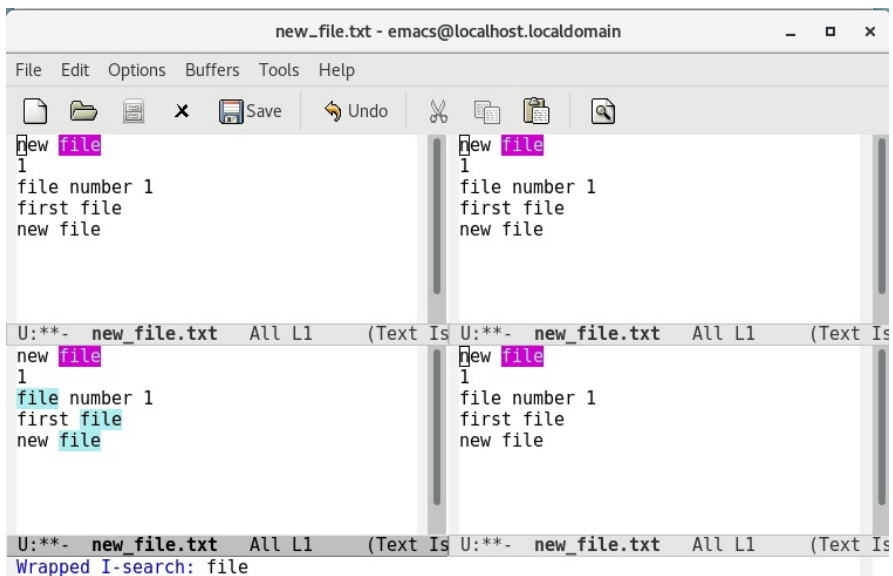 new_file.txt - emacs@localhost.localdomain
File Edit Options Buffers Tools Help
Save Undo
new file
1
file number 1
first file
new file
U:**- new_file.txt All L1 (Text Is
new file
1
file number 1
first file
new file
U:**- new_file.txt All L1 (Text Is
new file
1
file number 1
first file
new file
U:**- new_file.txt All L1 (Text Is
new file
1
file number 1
first file
new file
U:**- new_file.txt All L1 (Text Is
Wrapped I-search: file